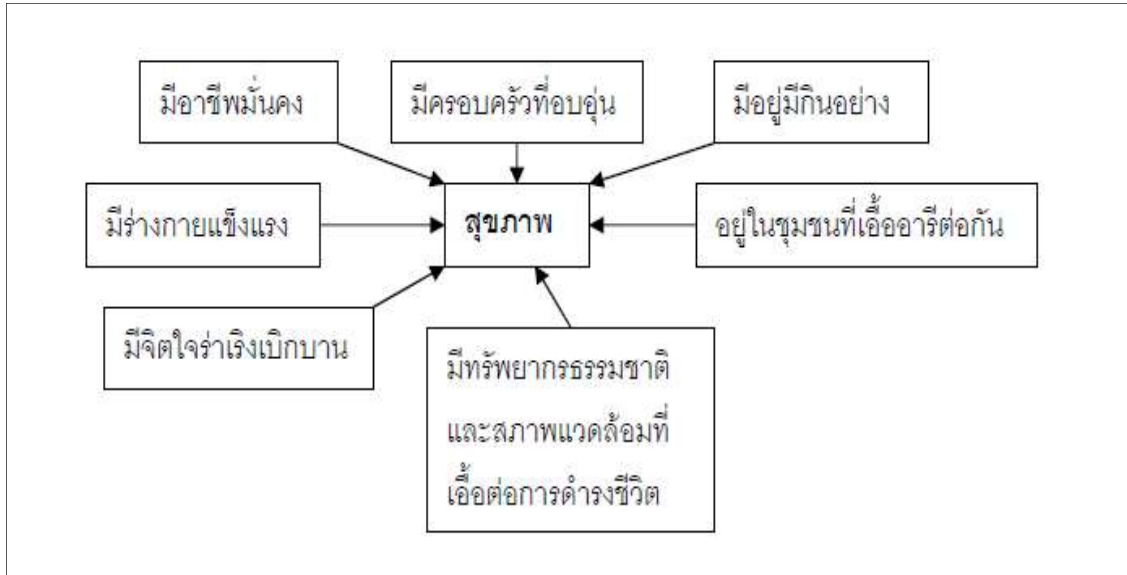 มีอาชีพมั่นคง
มีครอบครัวที่อบอุ่น
มีอยู่มีกินอย่าง
มีร่างกายแข็งแรง
สุขภาพ
อยู่ในชุมชนที่เอื้ออารีต่อกัน
มีจิตใจร่าเริงเบิกบาน
มีทรัพยากรธรรมชาติ
และสภาพแวดล้อมที่
เอื้อต่อการดำรงชีวิต